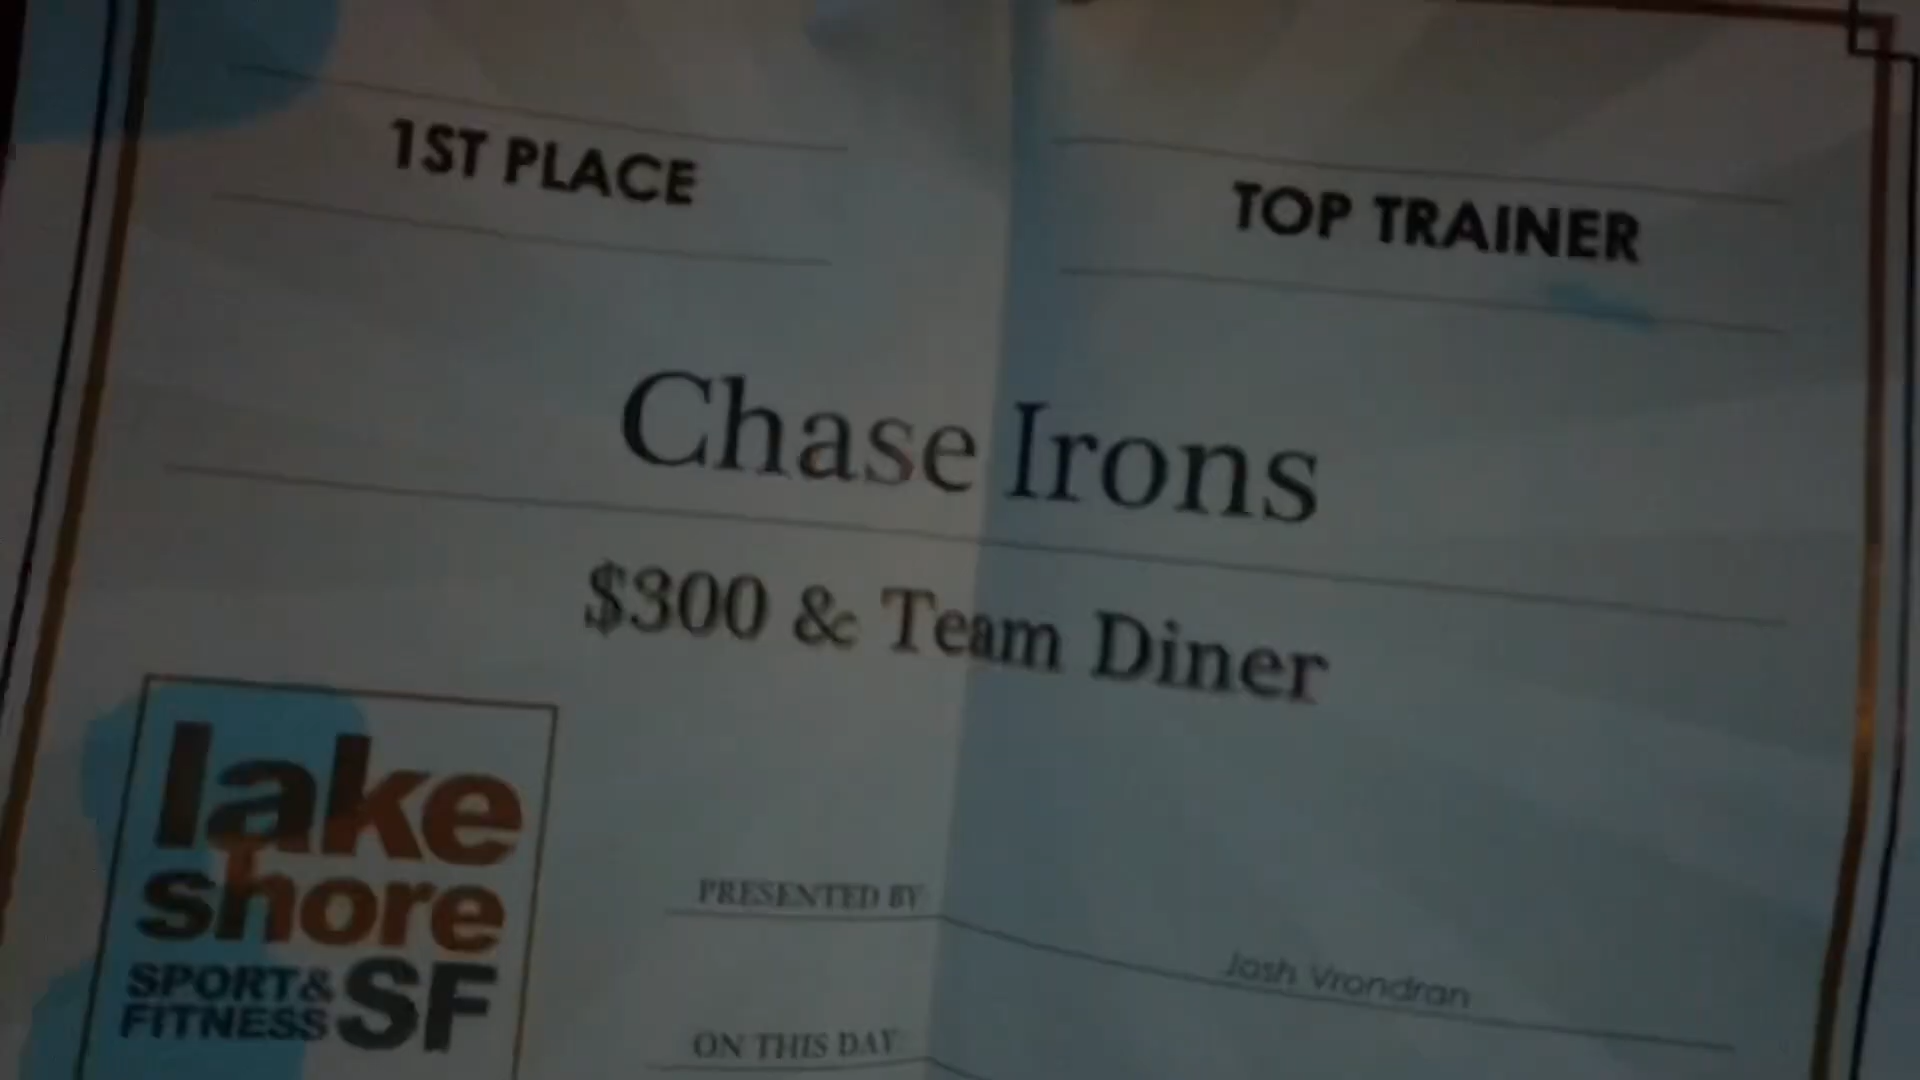 1ST PLACE
TOP TRAINER
Chase Irons
$300 & Team Diner
lake
shore
SPORT&
FITNESS SF
PRESENTED BY:
Josh Vrondran
ON THIS DAY